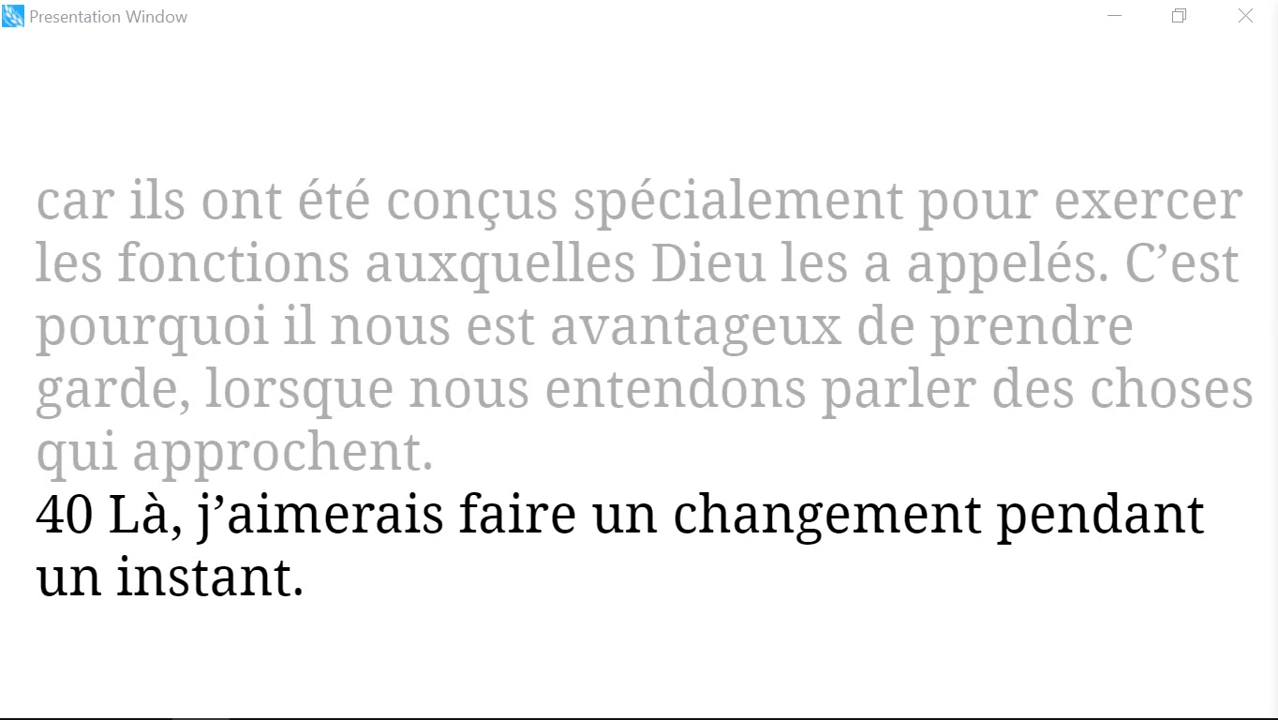 Presentation Window
car ils ont été conçus spécialement pour exercer
les fonctions auxquelles Dieu les a appelés. C’est
pourquoi il nous est avantageux de prendre
garde, lorsque nous entendons parler des choses
qui approchent.
40 Là, j’aimerais faire un changement pendant
un instant.